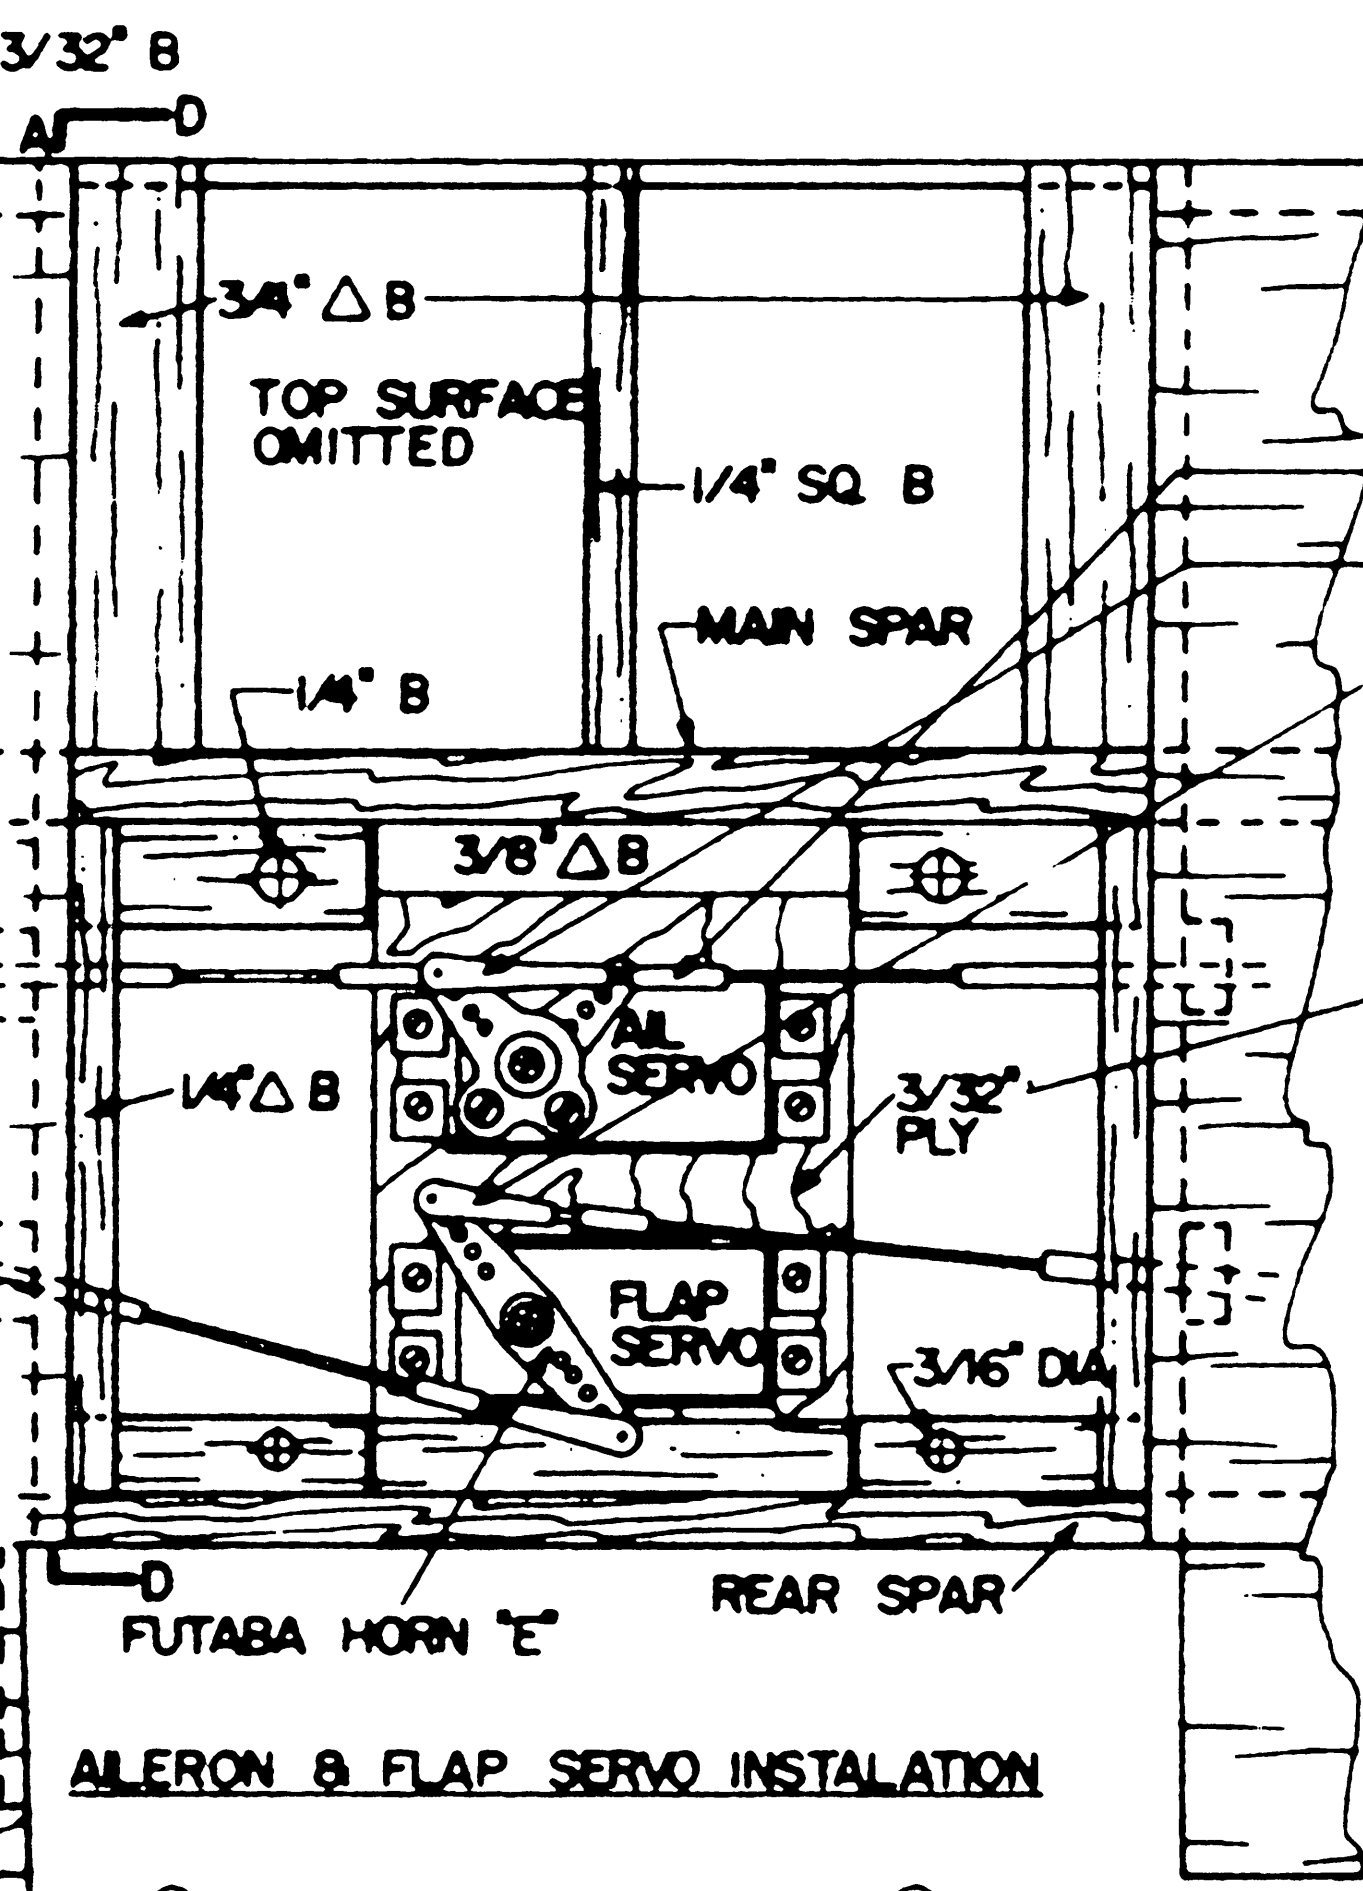 3/32" B
A
D
3/4" △ B
TOP SURFACE
OMITTED
1/4" SQ B
MAIN SPAR
1/4" B
3/8" △ B
AIL
SERVO
1/4" △ B
3/32"
PLY
FLAP
SERVO
3/16" DIA
D
REAR SPAR
FUTABA HORN "E"
AILERON & FLAP SERVO INSTALATION